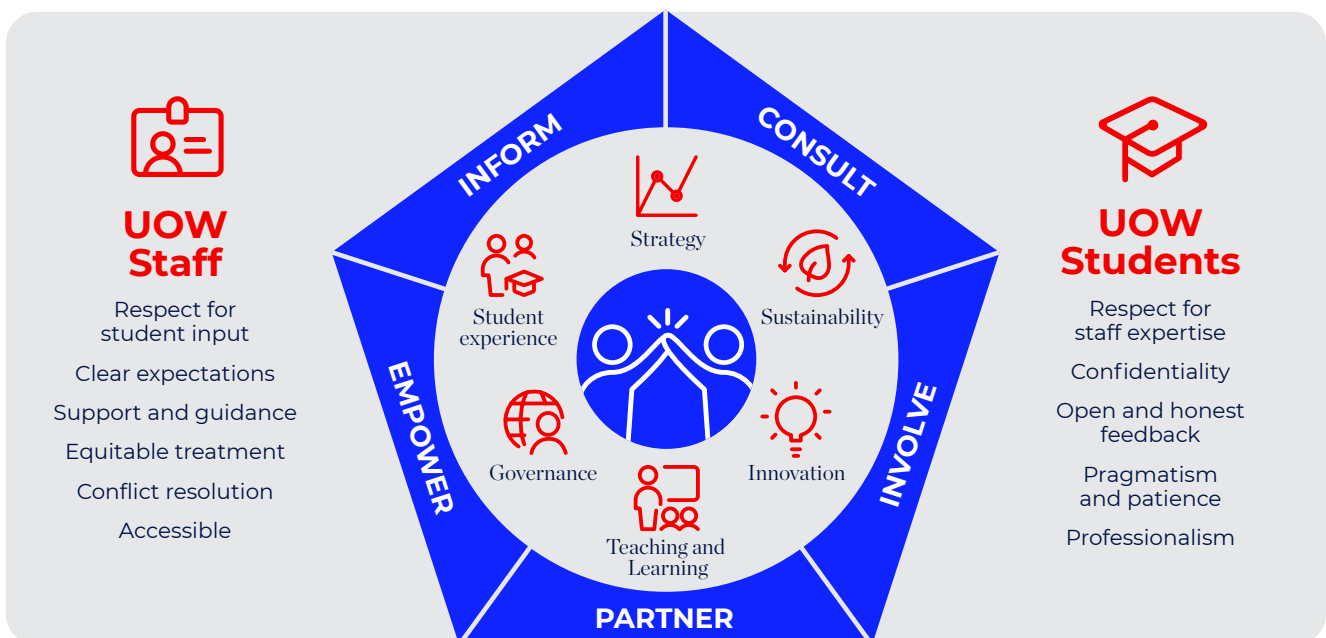 UOW
Staff
Respect for
student input
Clear expectations
Support and guidance
Equitable treatment
Conflict resolution
Accessible
INFORM
CONSULT
INVOLVE
PARTNER
EMPOWER
Strategy
Sustainability
Innovation
Teaching and
Learning
Governance
Student
experience
UOW
Students
Respect for
staff expertise
Confidentiality
Open and honest
feedback
Pragmatism
and patience
Professionalism